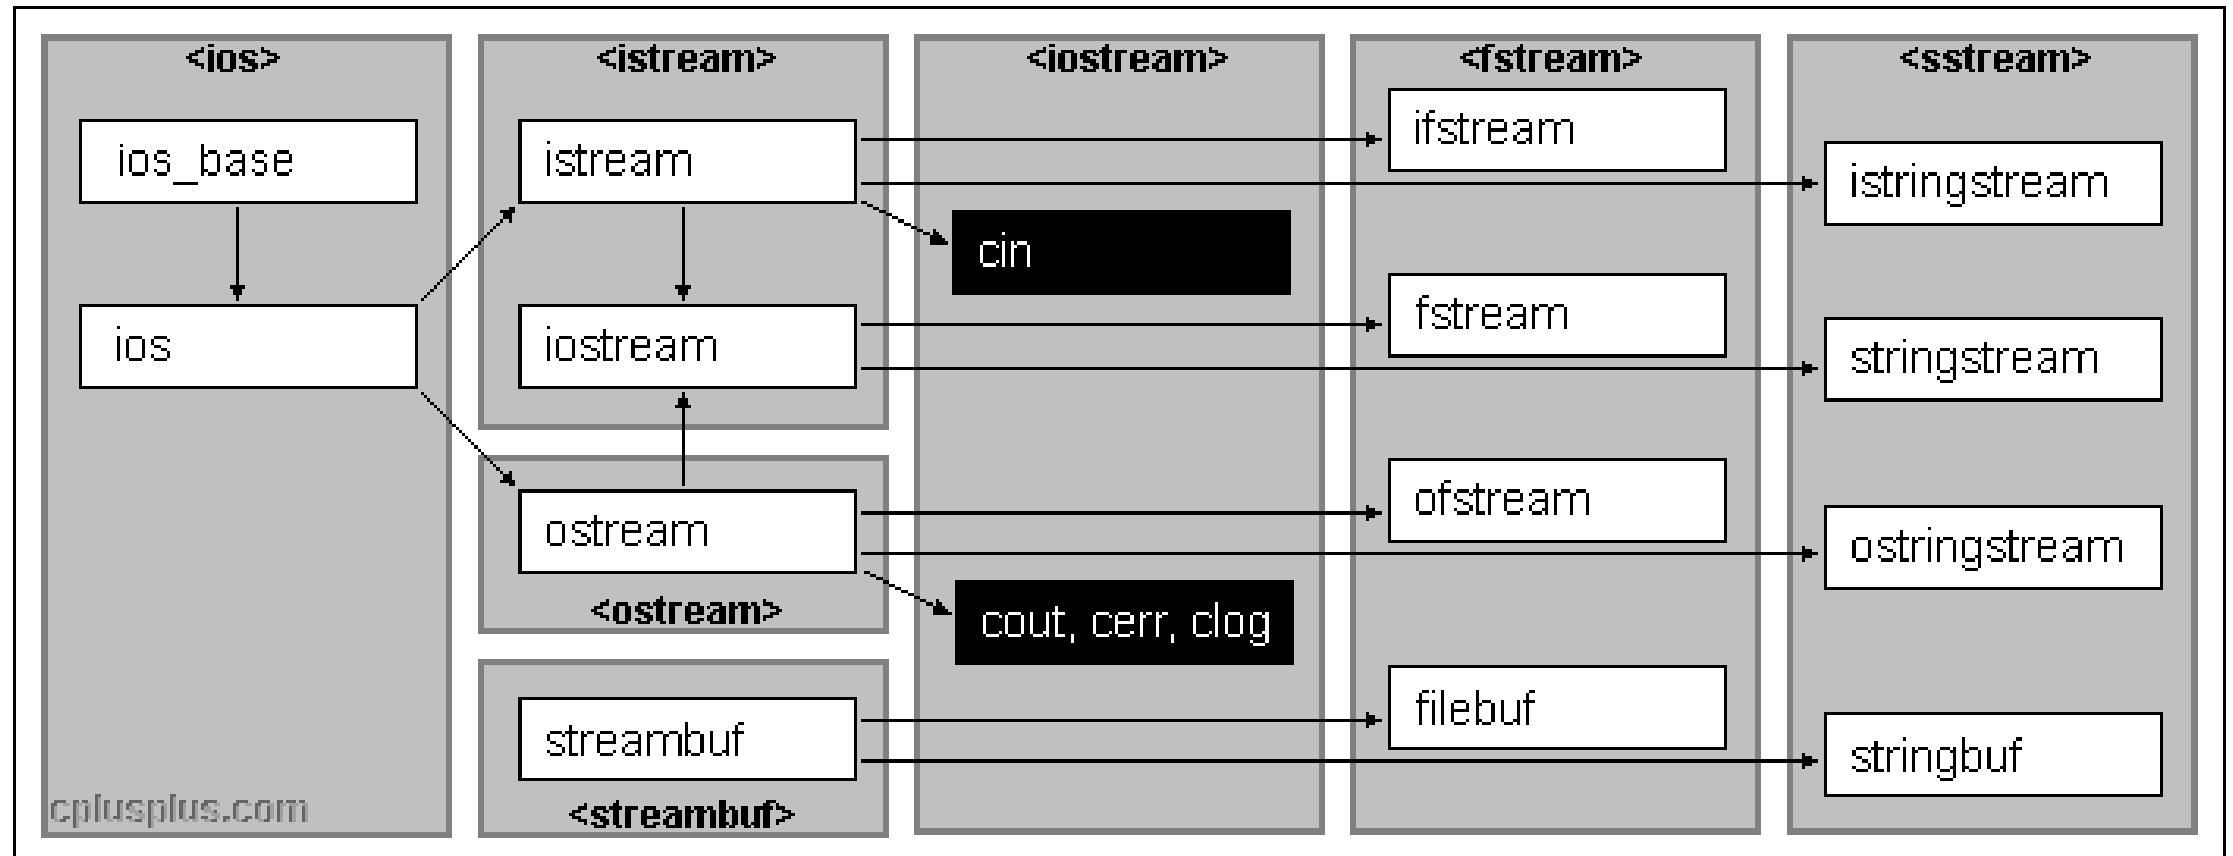 <ios>
ios_base
ios
cplusplus.com
<istream>
istream
iostream
ostream
<ostream>
streambuf
<streambuf>
<iostream>
cin
cout, cerr, clog
<fstream>
ifstream
fstream
ofstream
filebuf
<sstream>
istringstream
stringstream
ostringstream
stringbuf